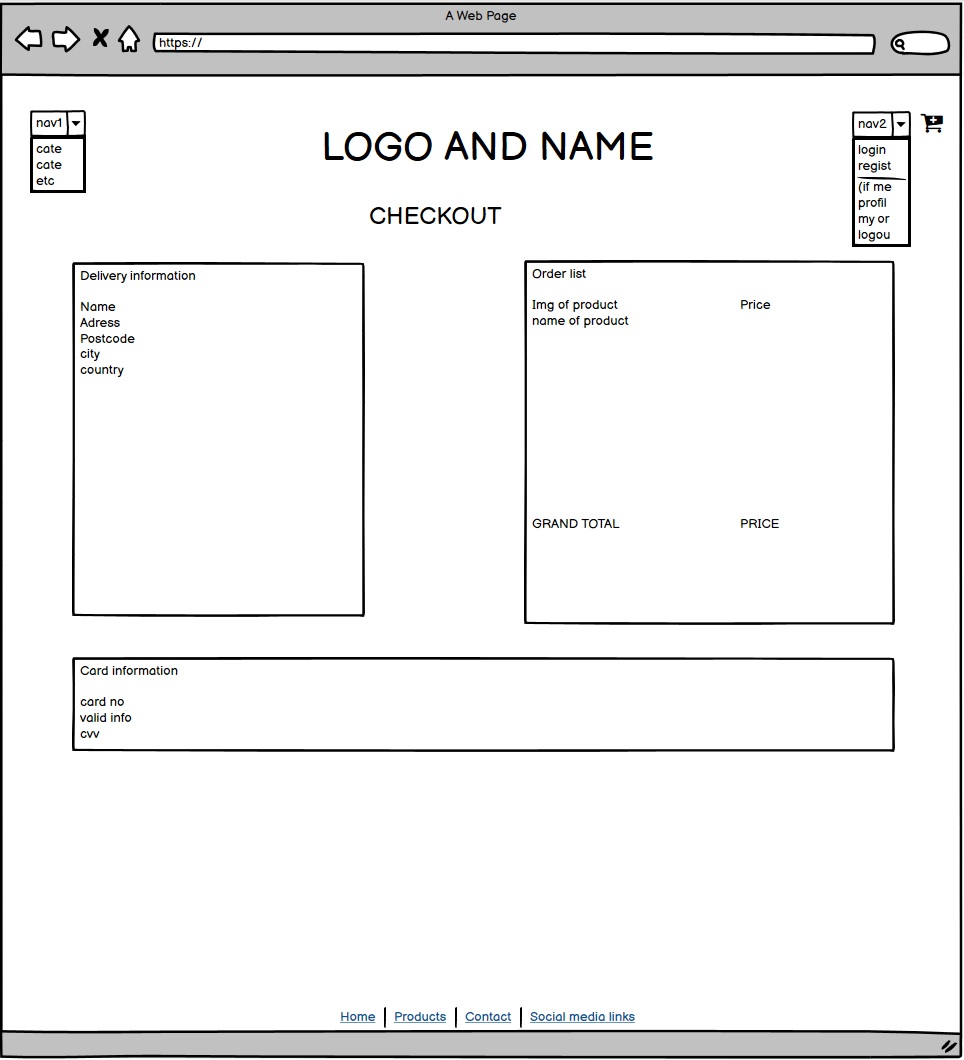 A Web Page
https://
nav1
cate
cate
etc
LOGO AND NAME
nav2
login
regist
(if me
profil
my or
logou
CHECKOUT
Delivery information
Name
Adress
Postcode
city
country
Order list
Img of product Price
name of product
GRAND TOTAL PRICE
Card information
card no
valid info
cvv
Home Products Contact Social media links